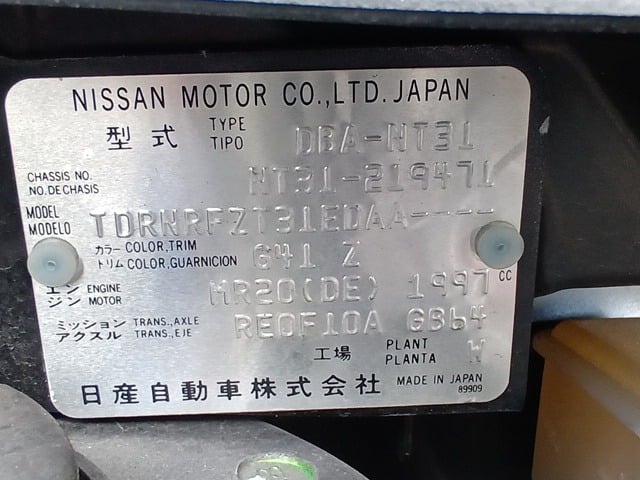 NISSAN MOTOR CO.,LTD. JAPAN
型式 TYPE TIPO DBA-NT31
CHASSIS NO. NO.DE CHASIS NT31-219471
MODEL MODELO TDRNRFZT31EDAA----
カラー COLOR,TRIM トリム COLOR,GUARNICION G41 Z
エンジン ENGINE MOTOR MR20(DE) 1997 CC
ミッション TRANS.,AXLE アクスル TRANS.,EJE RE0F10A GB64
工場 PLANT PLANTA W
日産自動車株式会社 MADE IN JAPAN
89909